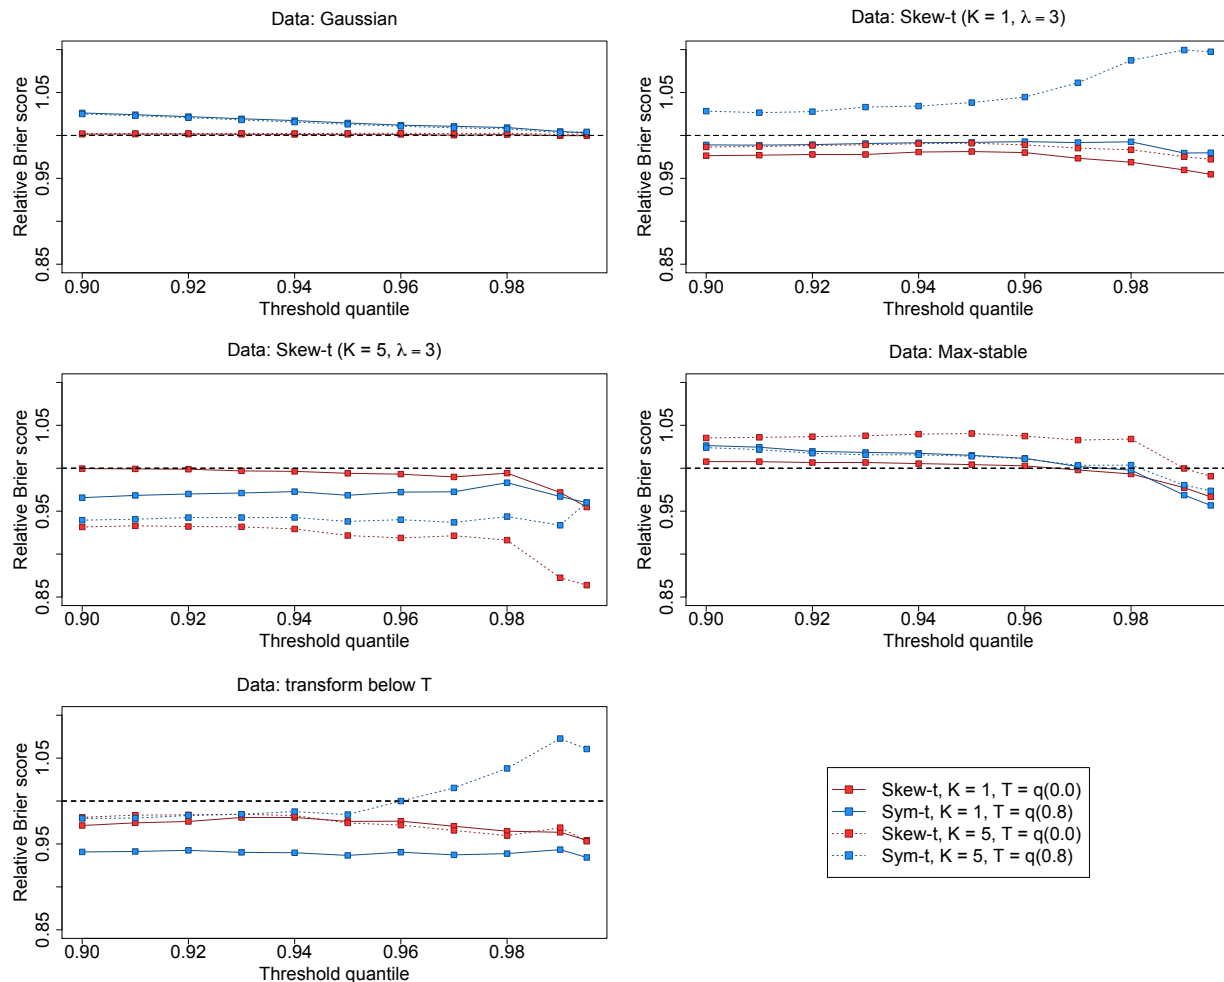 Data: Gaussian
Relative Brier score
1.05
0.95
0.85
0.90 0.92 0.94 0.96 0.98
Threshold quantile
Data: Skew-t (K = 1, λ = 3)
Relative Brier score
1.05
0.95
0.85
0.90 0.92 0.94 0.96 0.98
Threshold quantile
Data: Skew-t (K = 5, λ = 3)
Relative Brier score
1.05
0.95
0.85
0.90 0.92 0.94 0.96 0.98
Threshold quantile
Data: Max-stable
Relative Brier score
1.05
0.95
0.85
0.90 0.92 0.94 0.96 0.98
Threshold quantile
Data: transform below T
Relative Brier score
1.05
0.95
0.85
0.90 0.92 0.94 0.96 0.98
Threshold quantile
Skew-t, K = 1, T = q(0.0)
Sym-t, K = 1, T = q(0.8)
Skew-t, K = 5, T = q(0.0)
Sym-t, K = 5, T = q(0.8)